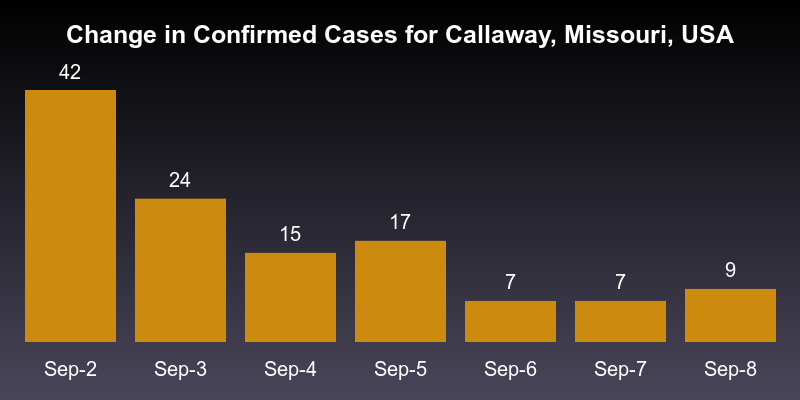 Change in Confirmed Cases for Callaway, Missouri, USA
42
24
15
17
7
7
9
Sep-2
Sep-3
Sep-4
Sep-5
Sep-6
Sep-7
Sep-8